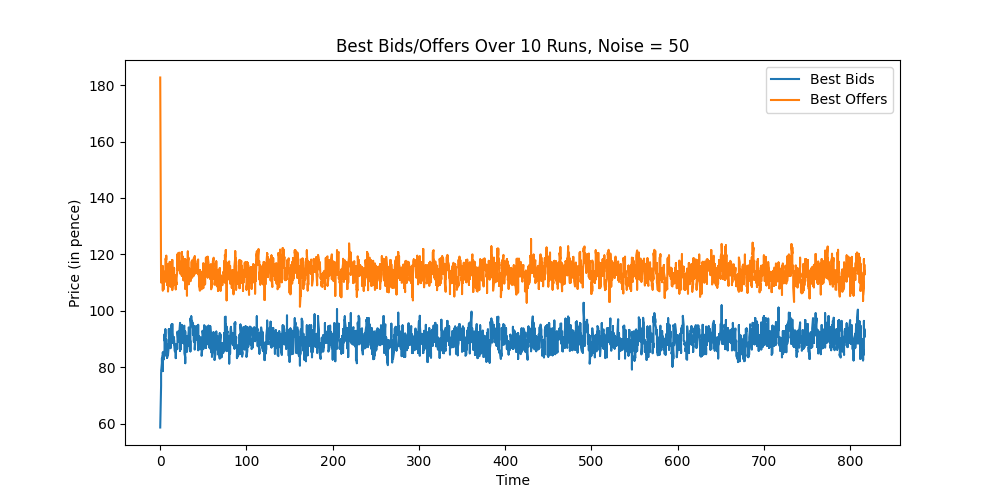 Best Bids/Offers Over 10 Runs, Noise = 50
Best Bids
Best Offers
Price (in pence)
180
160
140
120
100
80
60
0 100 200 300 400 500 600 700 800
Time